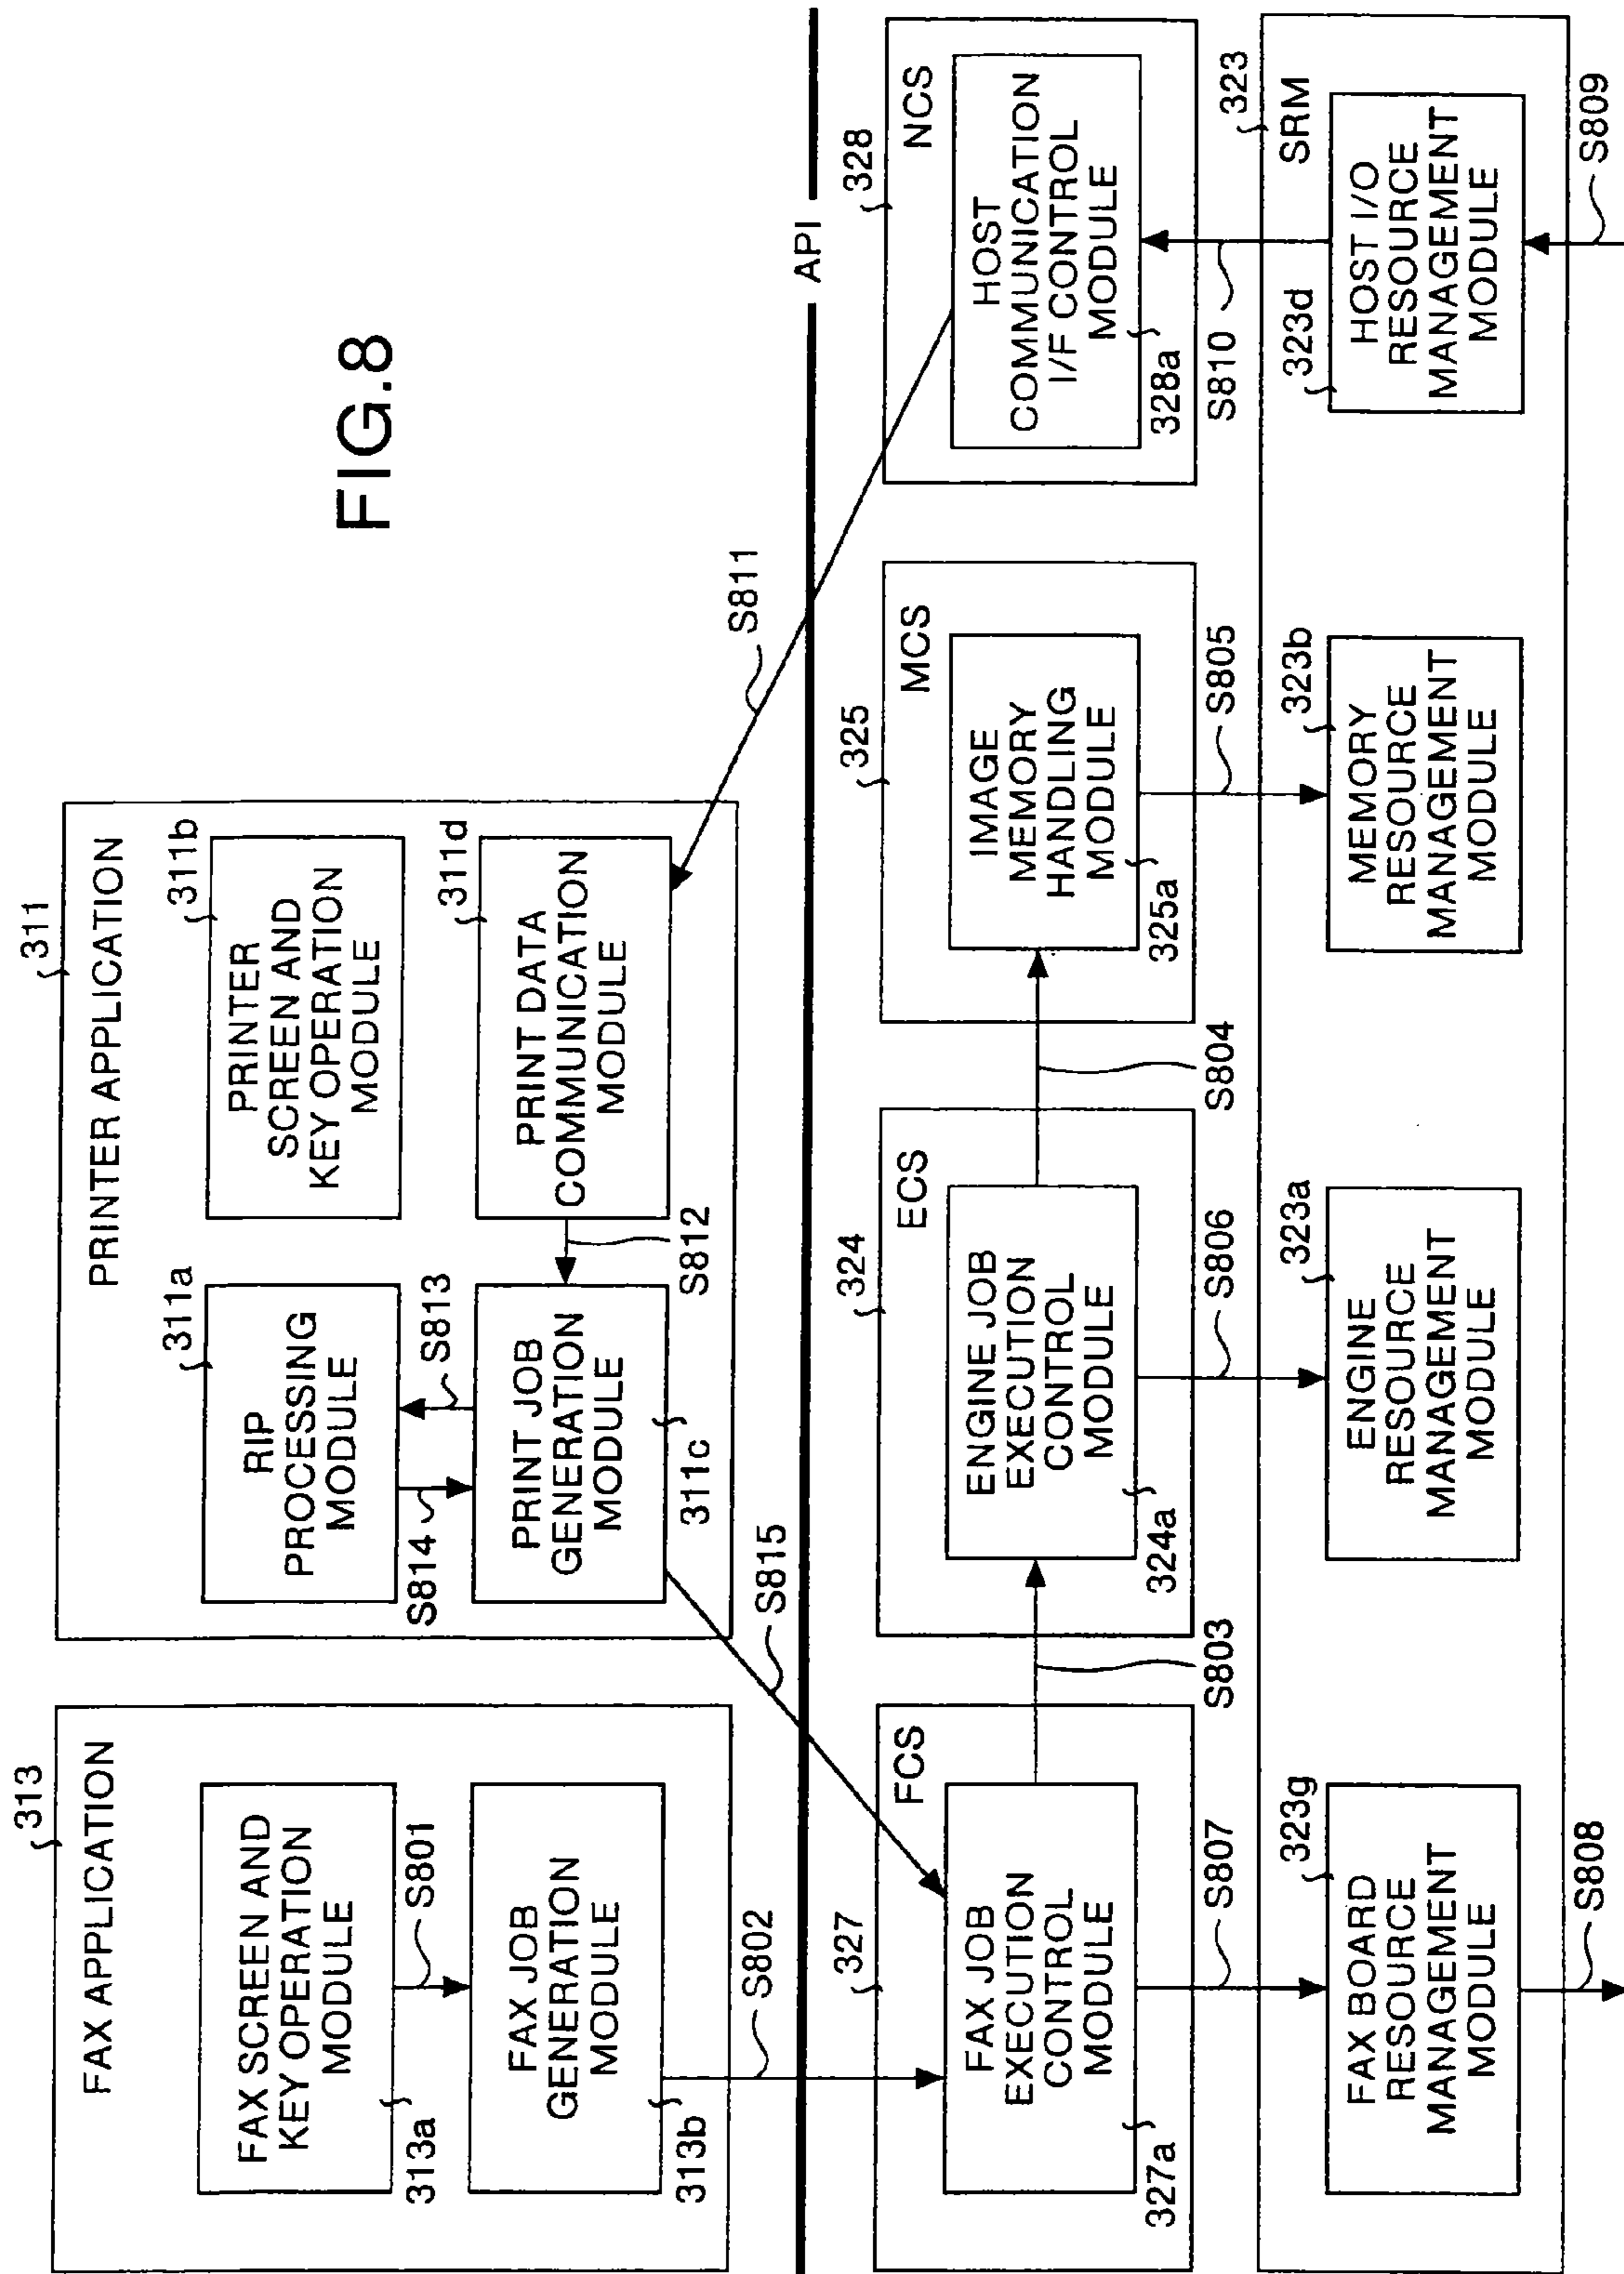 FIG.8
313
FAX APPLICATION
FAX SCREEN AND
KEY OPERATION
MODULE
313a
S801
FAX JOB
GENERATION
MODULE
313b
S802
311
PRINTER APPLICATION
311a
RIP
PROCESSING
MODULE
311b
PRINTER
SCREEN AND
KEY OPERATION
MODULE
S814
S813
PRINT JOB
GENERATION
MODULE
311c
S812
311d
PRINT DATA
COMMUNICATION
MODULE
S815
S811
API
327
FCS
FAX JOB
EXECUTION
CONTROL
MODULE
327a
S803
S807
324
ECS
ENGINE JOB
EXECUTION
CONTROL
MODULE
324a
S804
S806
325
MCS
IMAGE
MEMORY
HANDLING
MODULE
325a
S805
328
NCS
HOST
COMMUNICATION
I/F CONTROL
MODULE
328a
S810
323
SRM
323g
FAX BOARD
RESOURCE
MANAGEMENT
MODULE
S808
323a
ENGINE
RESOURCE
MANAGEMENT
MODULE
323b
MEMORY
RESOURCE
MANAGEMENT
MODULE
323d
HOST I/O
RESOURCE
MANAGEMENT
MODULE
S809